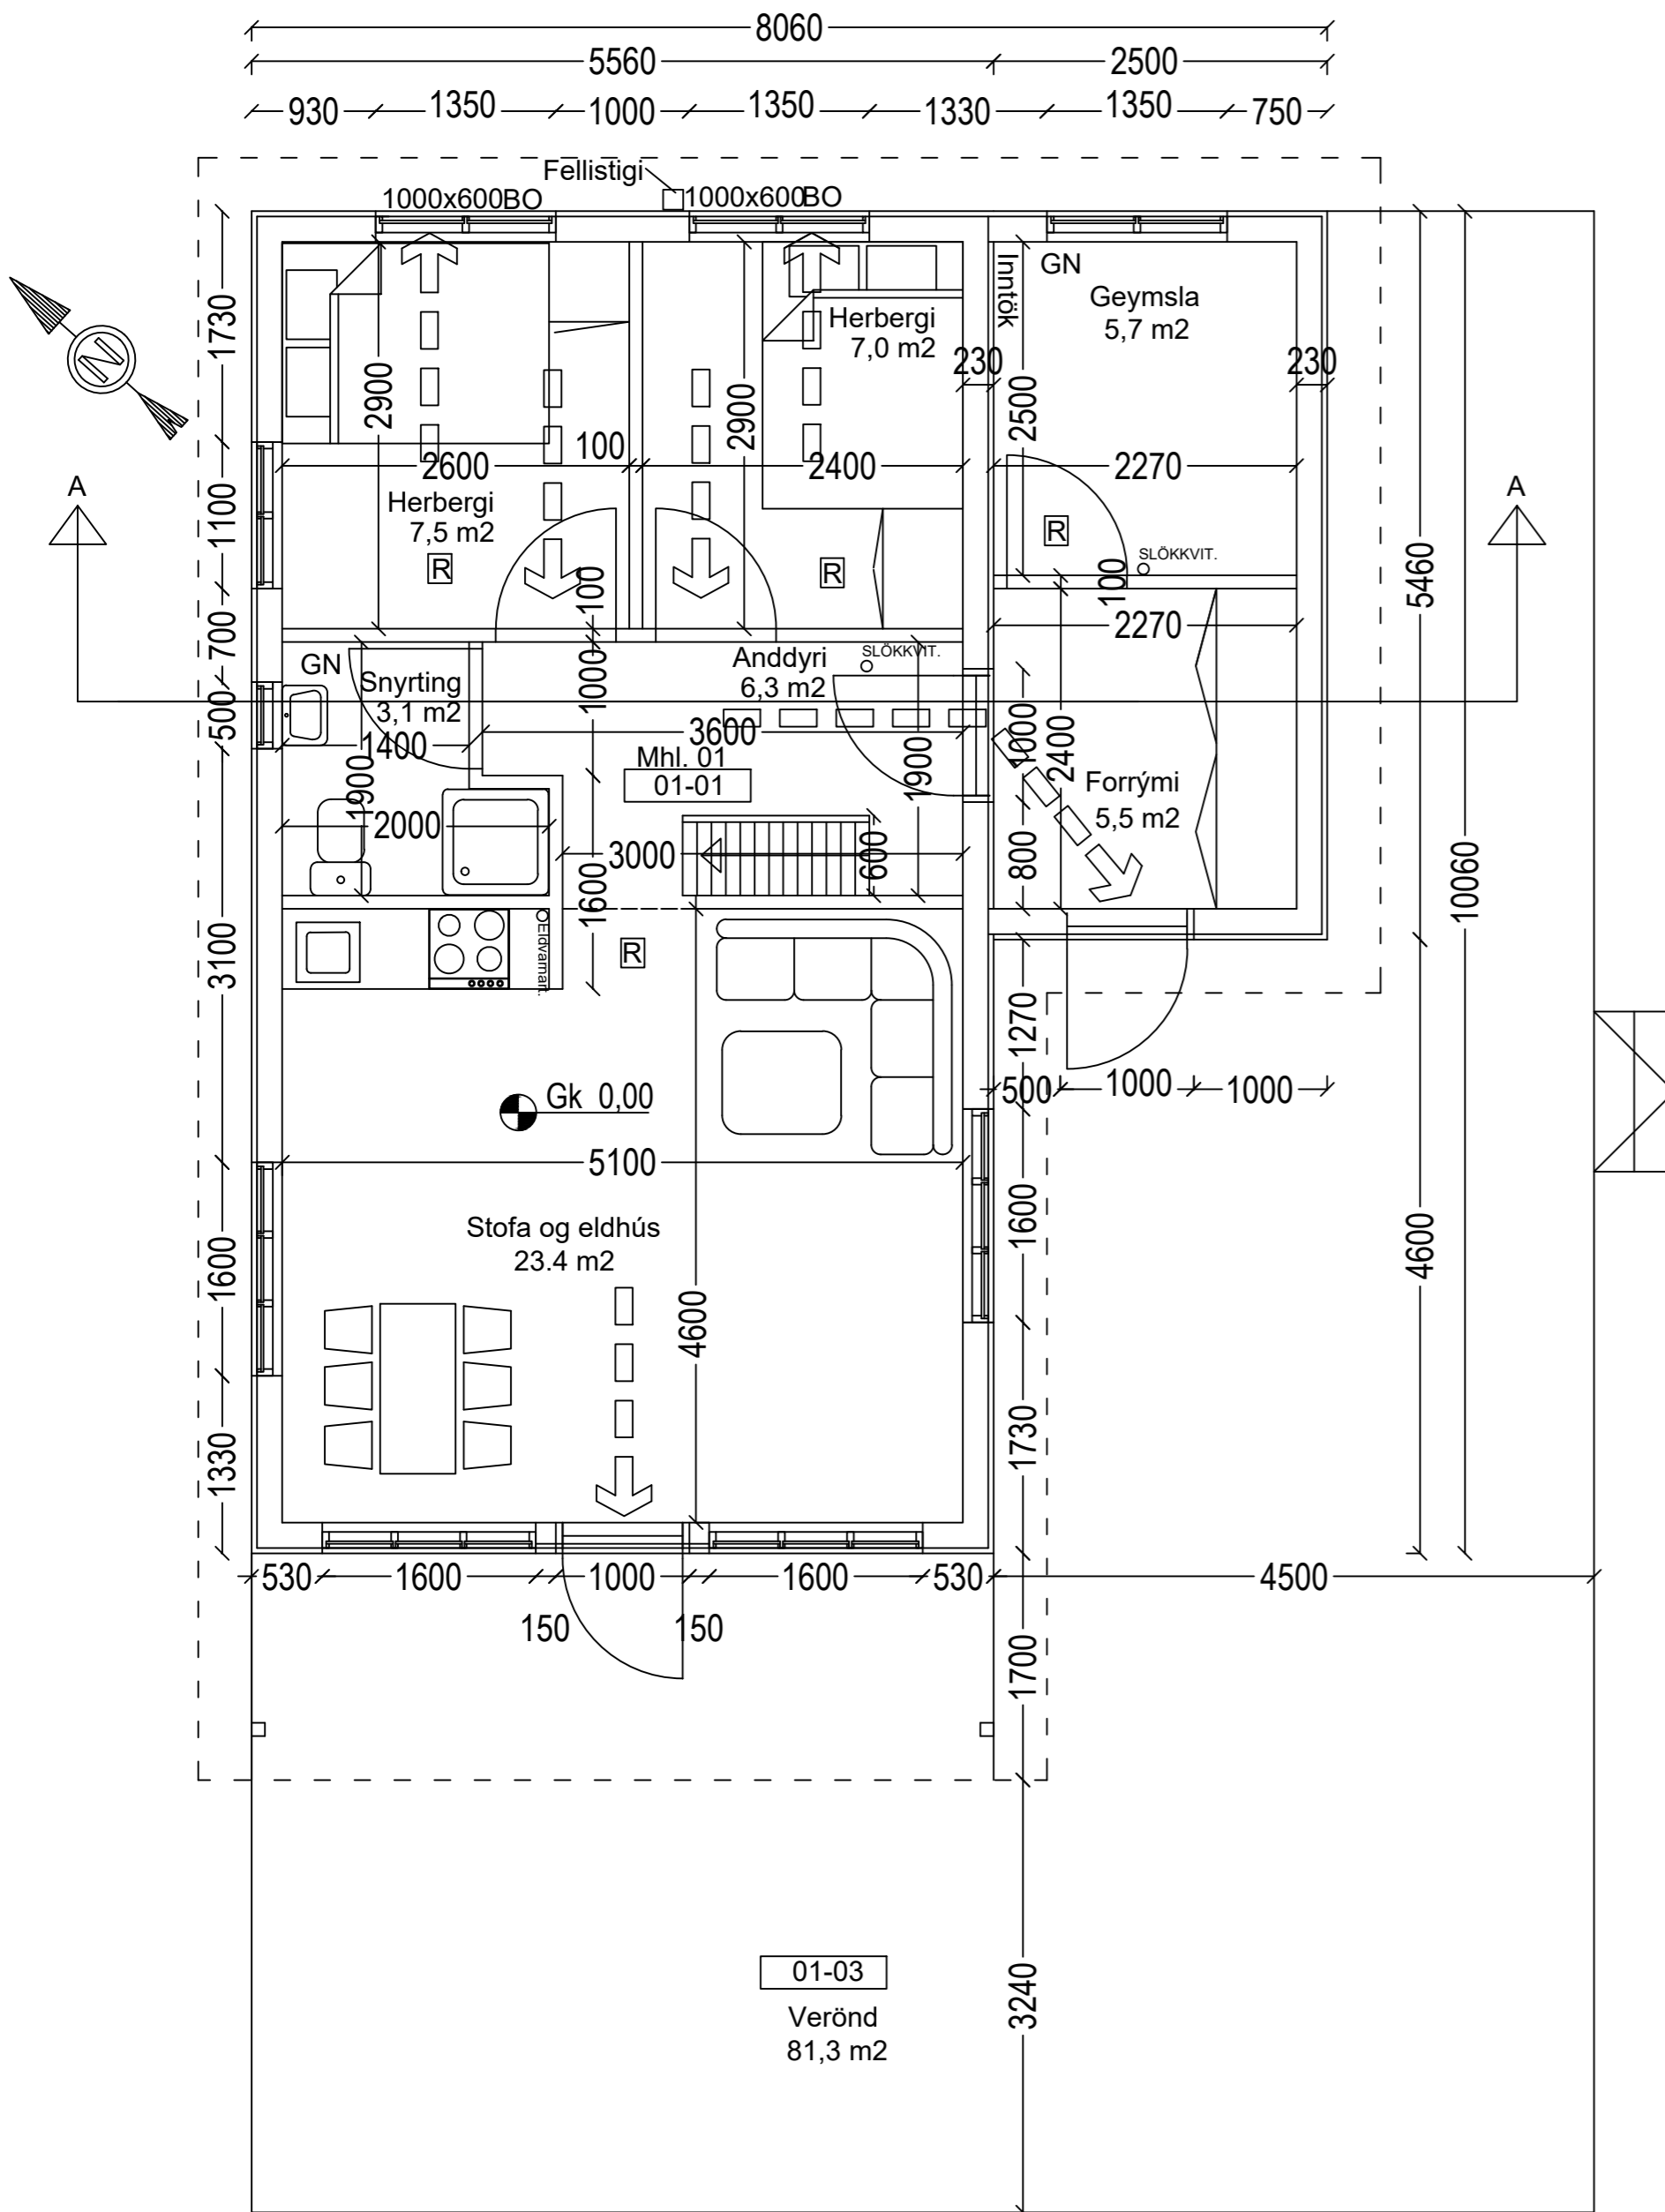 8060
5560
2500
930
1350
1000
1350
1330
1350
750
Fellistigi
1000x600BO
1000x600BO
Inntök
GN
Geymsla
5,7 m2
Herbergi
7,0 m2
230
230
1730
2900
2900
2500
100
2600
2400
2270
A
A
Herbergi
7,5 m2
R
R
R
SLÖKKVIT.
1100
100
100
5460
2270
700
GN
Snyrting
3,1 m2
1000
Anddyri
6,3 m2
SLÖKKVIT.
500
1400
3600
1000
1900
Mhl. 01
01-01
1900
2400
Forrými
5,5 m2
2000
3000
600
800
1600
10060
3100
Eldvarnart.
R
1270
500
1000
1000
Gk 0,00
5100
1600
Stofa og eldhús
23.4 m2
1600
4600
4600
1330
1730
530
1600
1000
1600
530
4500
150
150
1700
01-03
Verönd
81,3 m2
3240
N